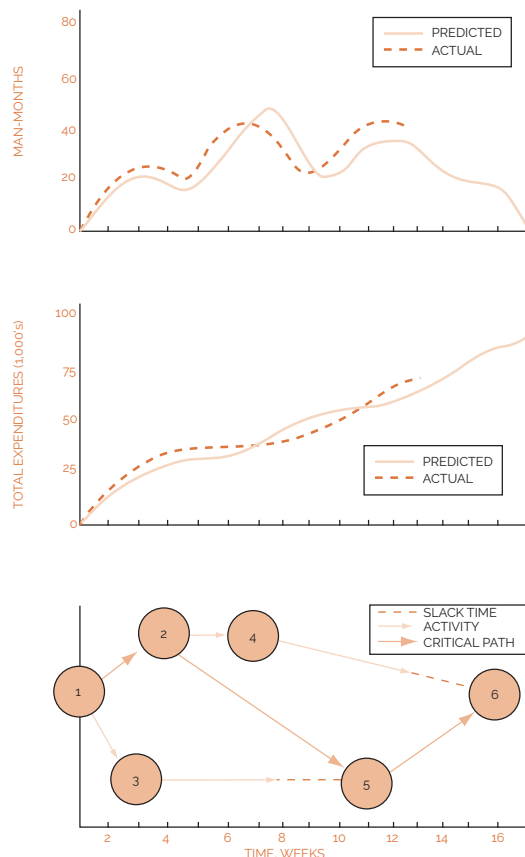 80
60
40
20
0
MAN-MONTHS
PREDICTED
ACTUAL
100
75
50
25
0
TOTAL EXPENDITURES (1,000's)
PREDICTED
ACTUAL
SLACK TIME
ACTIVITY
CRITICAL PATH
1
2
3
4
5
6
2 4 6 8 10 12 14 16
TIME, WEEKS